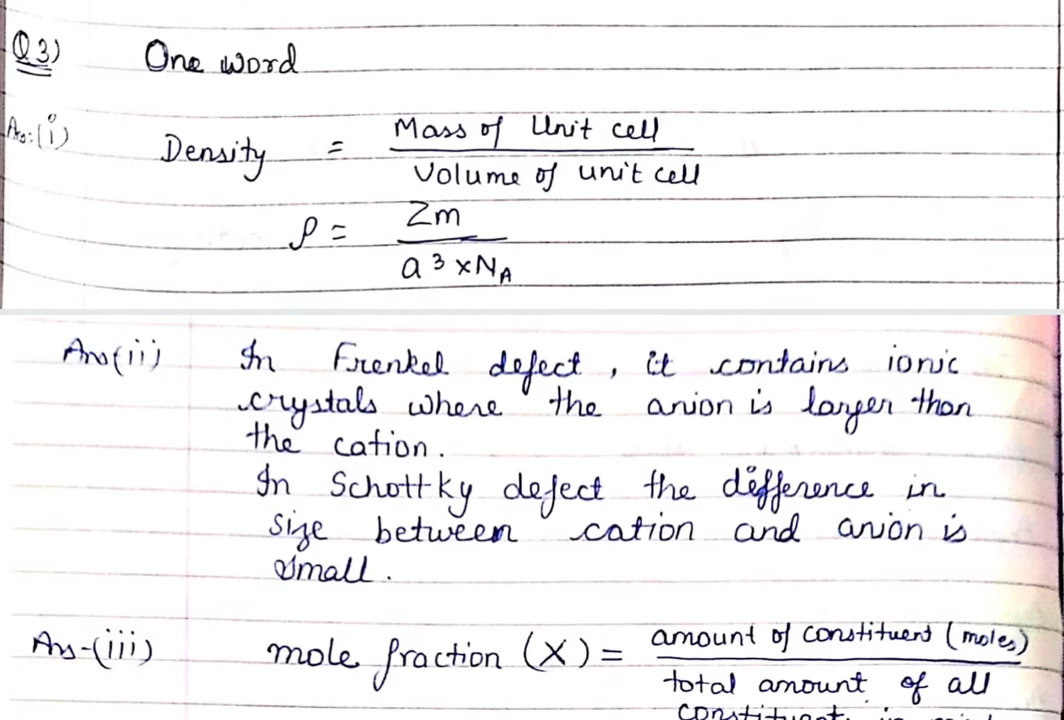 Q3) One word
Ans:(i) Density = Mass of Unit cell / Volume of unit cell
ρ = Zm / a³ × NA
Ans(ii) In Frenkel defect , it contains ionic
crystals where the anion is larger than
the cation.
In Schottky defect the difference in
size between cation and anion is
small.
Ans-(iii) mole fraction (X) = amount of constituent (moles) / total amount of all